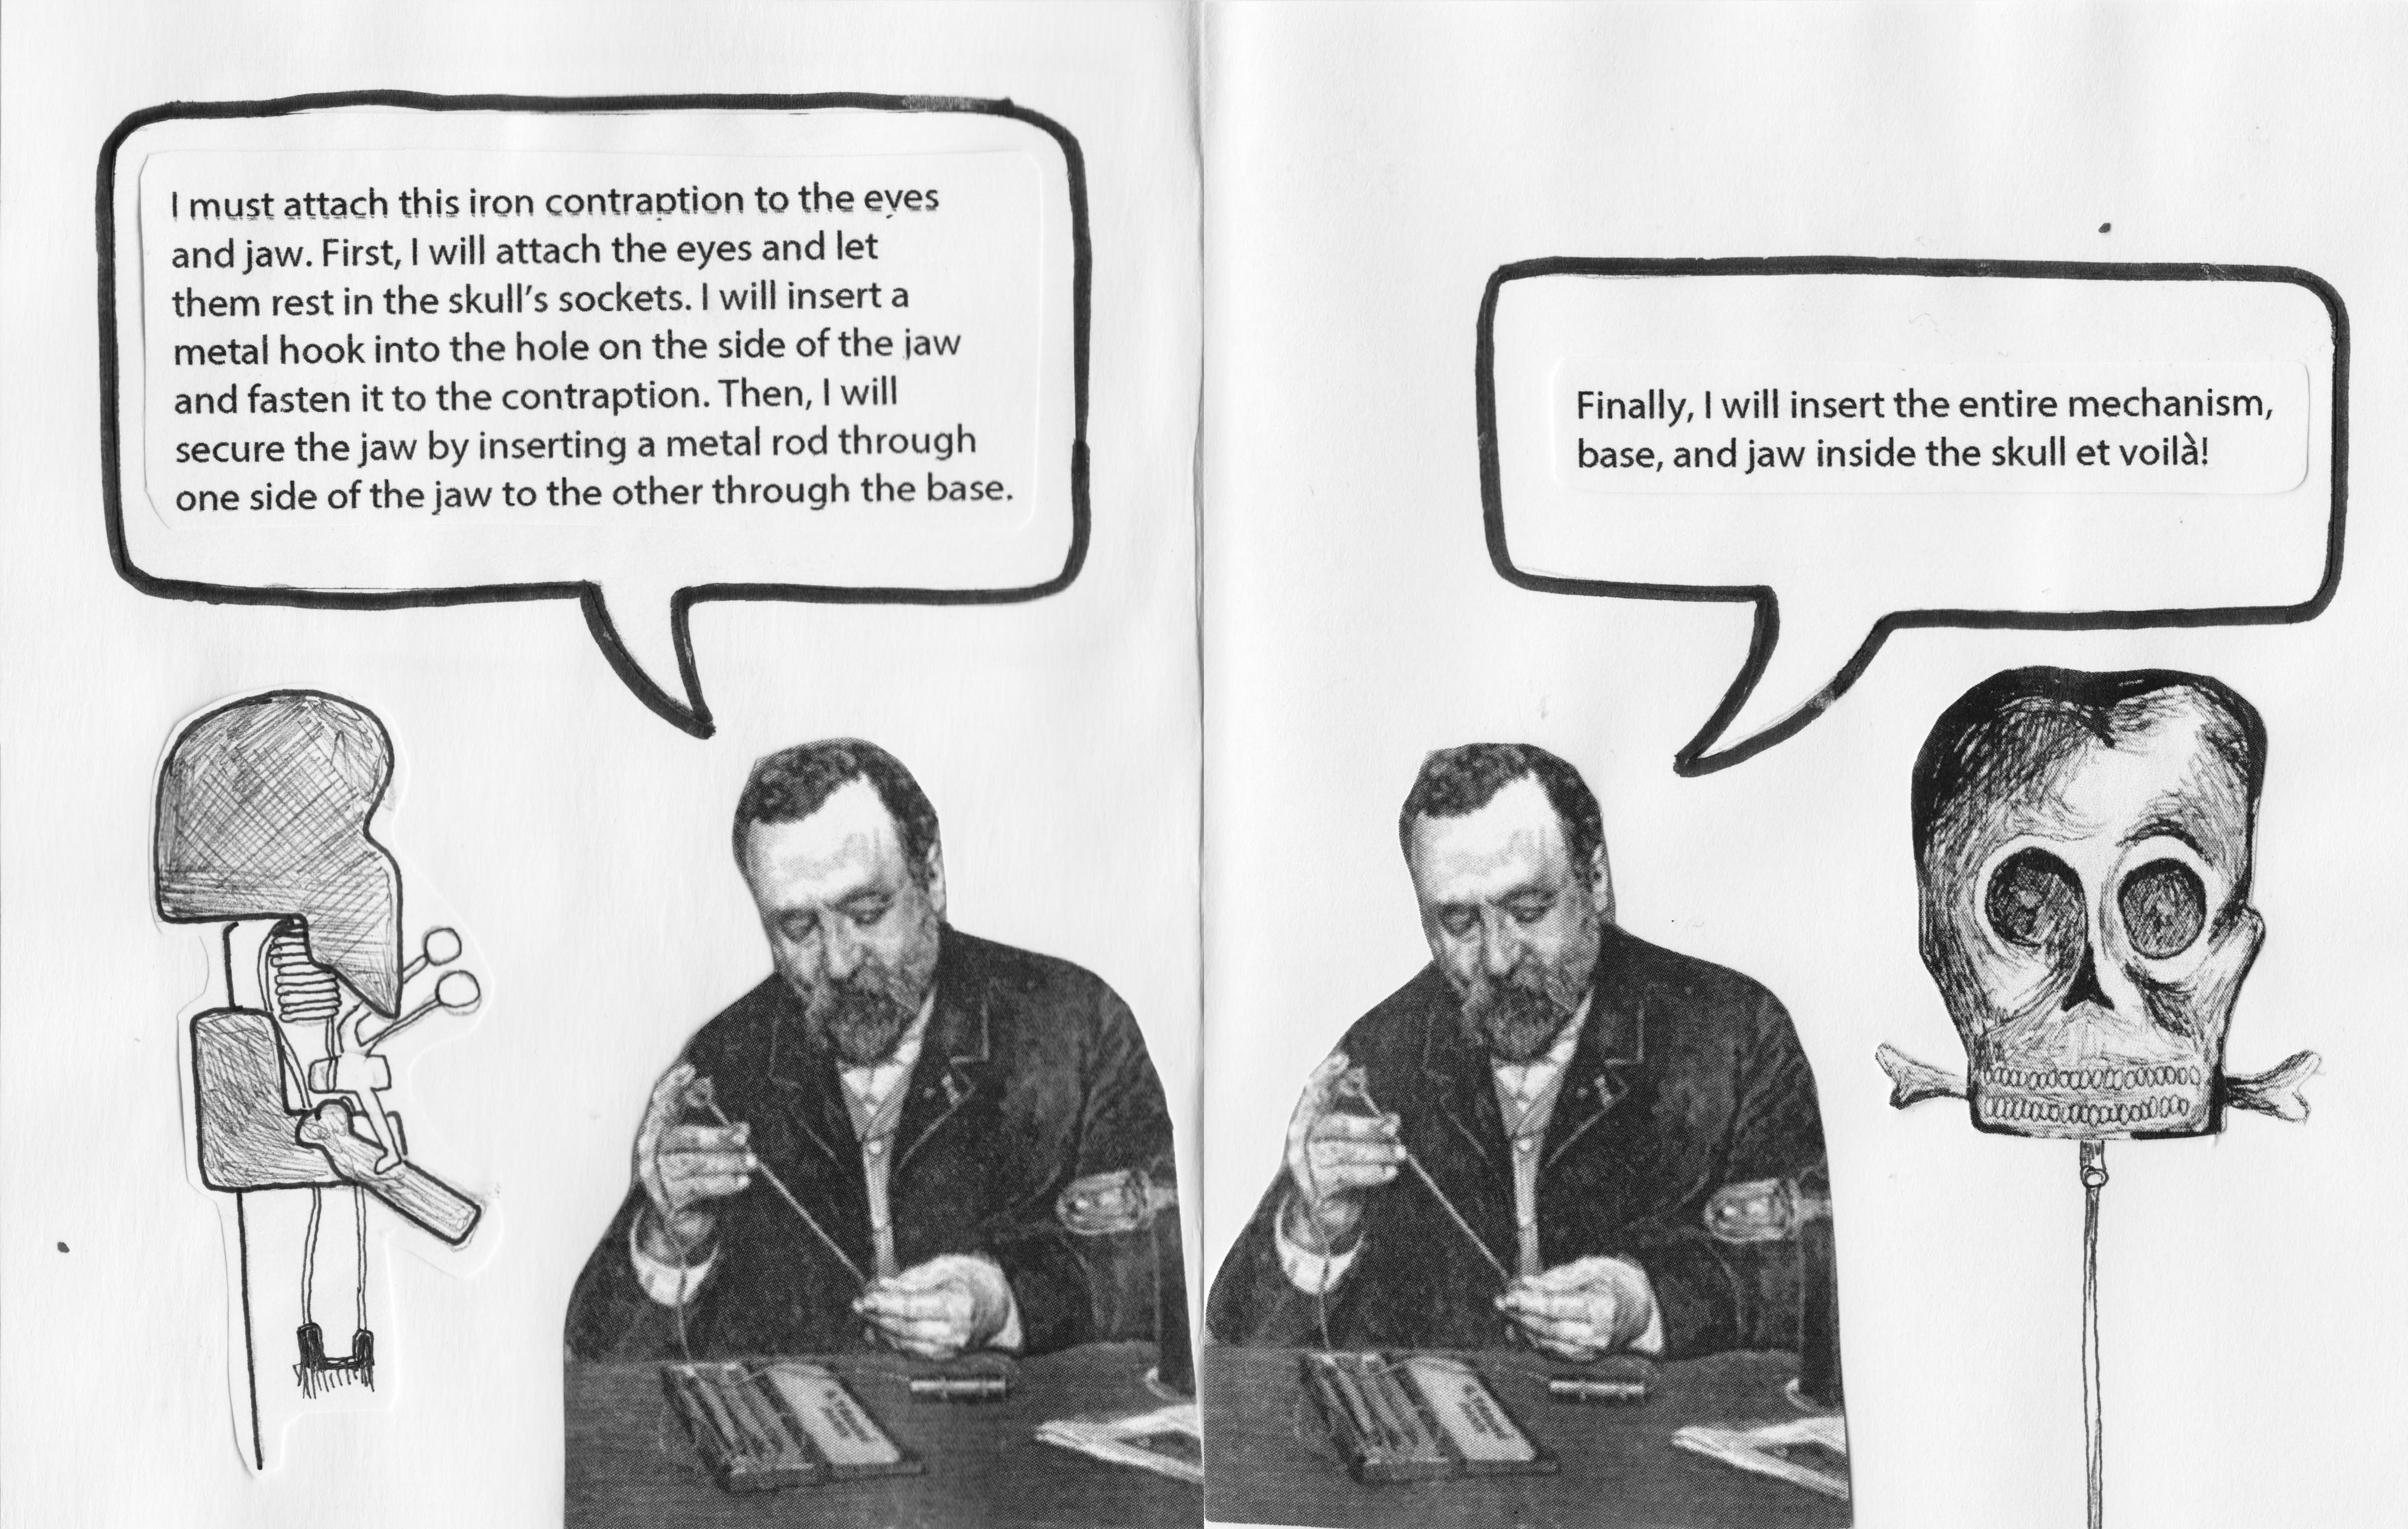 I must attach this iron contraption to the eyes
and jaw. First, I will attach the eyes and let
them rest in the skull's sockets. I will insert a
metal hook into the hole on the side of the jaw
and fasten it to the contraption. Then, I will
secure the jaw by inserting a metal rod through
one side of the jaw to the other through the base.
Finally, I will insert the entire mechanism,
base, and jaw inside the skull et voilà!